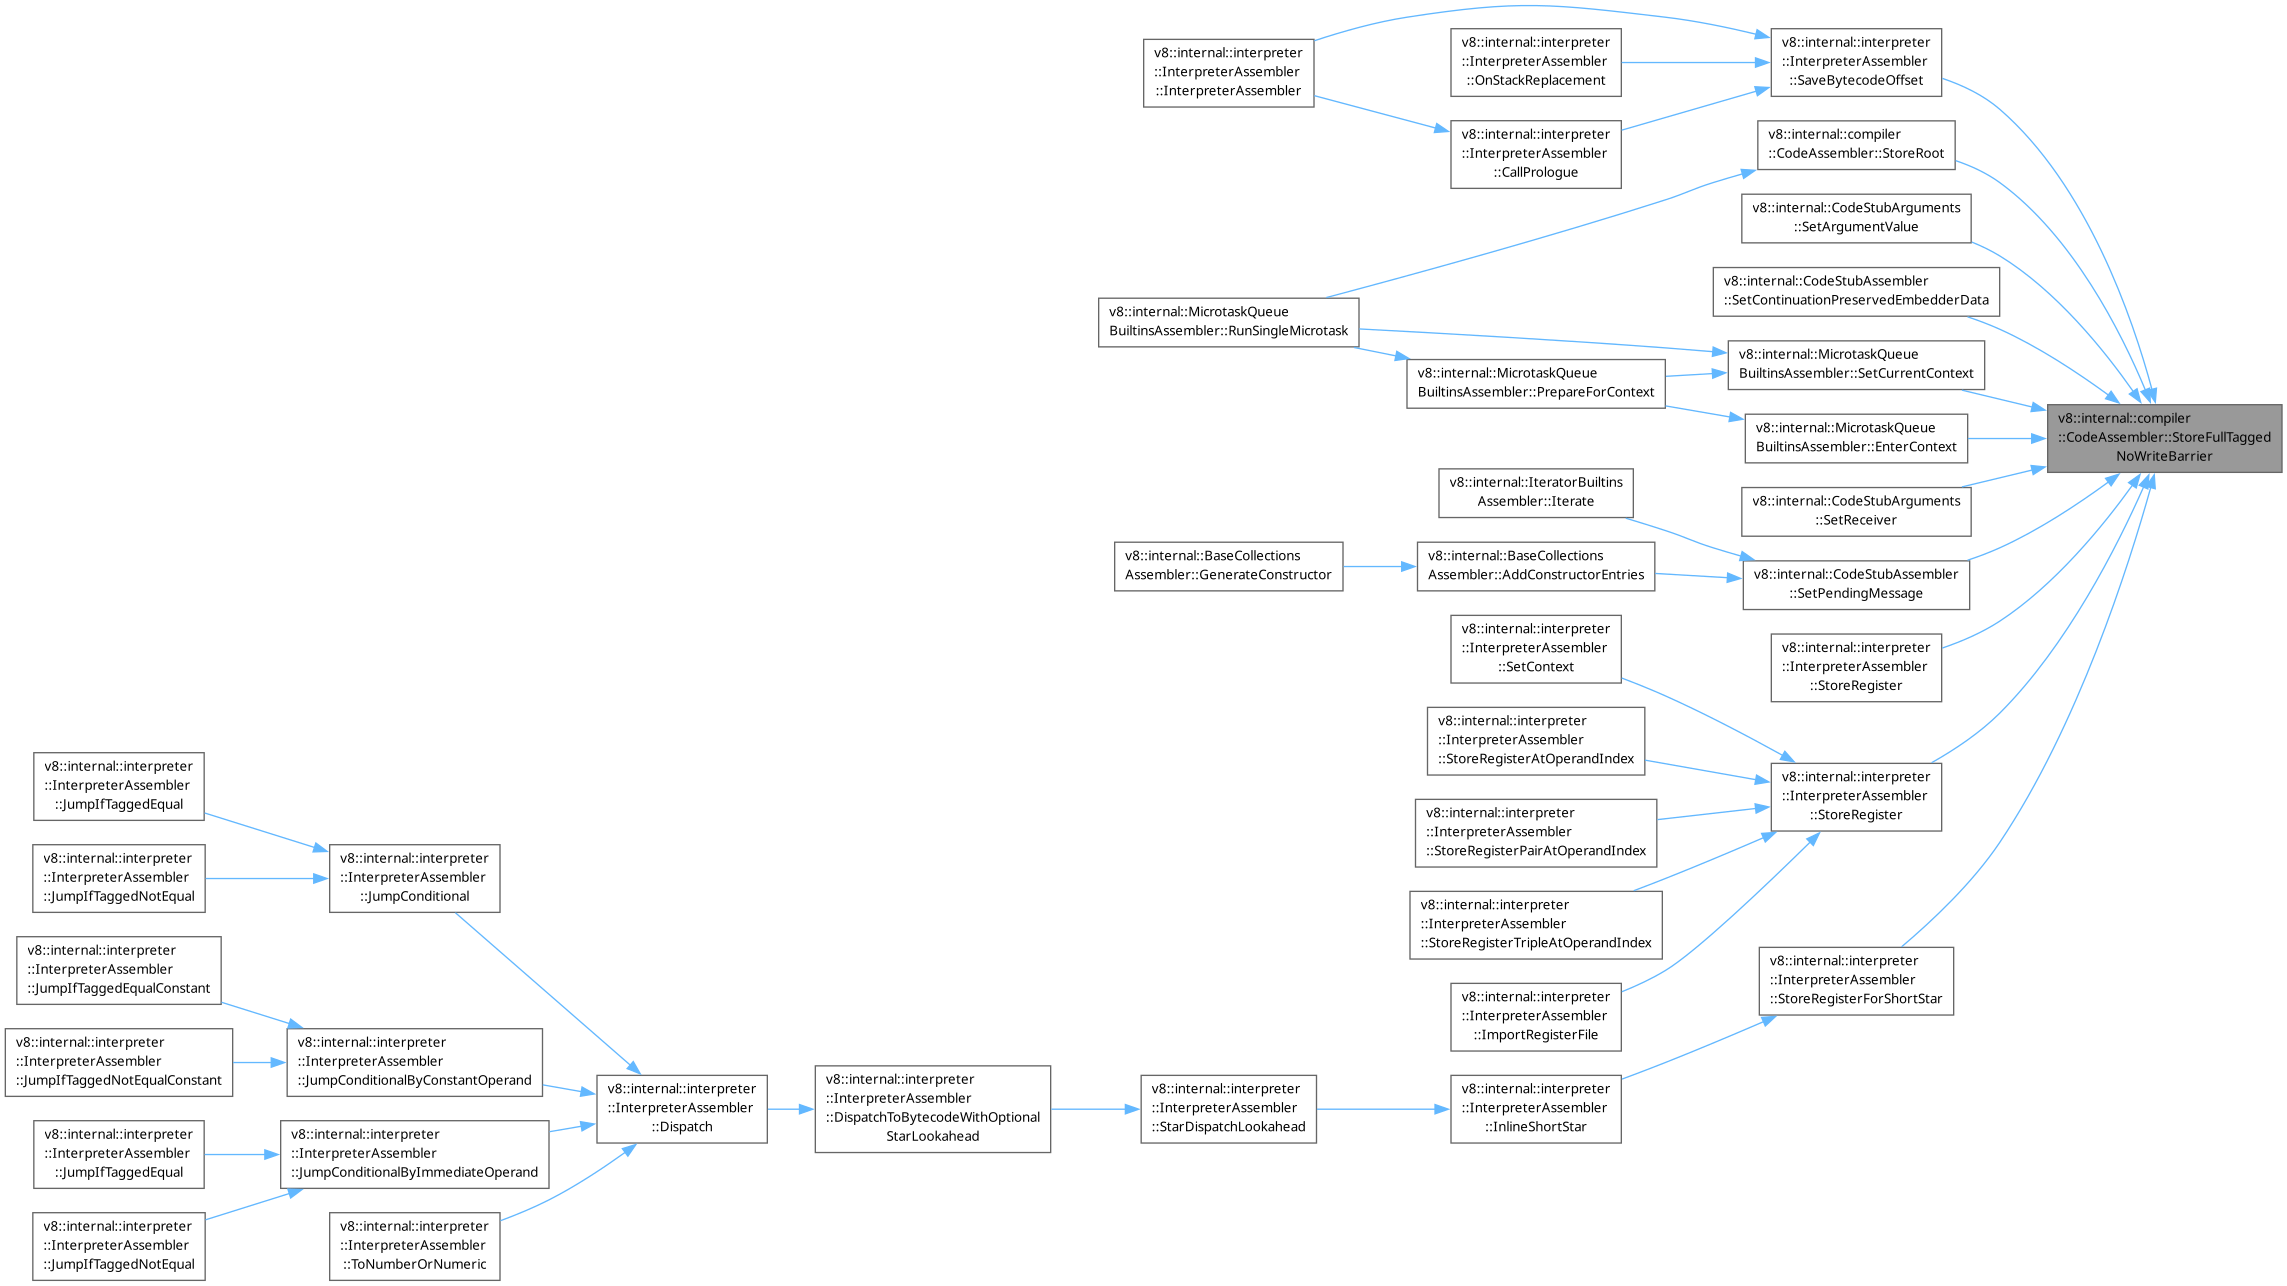 v8::internal::interpreter
::InterpreterAssembler
::InterpreterAssembler
v8::internal::interpreter
::InterpreterAssembler
::OnStackReplacement
v8::internal::interpreter
::InterpreterAssembler
::SaveBytecodeOffset
v8::internal::interpreter
::InterpreterAssembler
::CallPrologue
v8::internal::compiler
::CodeAssembler::StoreRoot
v8::internal::CodeStubArguments
::SetArgumentValue
v8::internal::CodeStubAssembler
::SetContinuationPreservedEmbedderData
v8::internal::MicrotaskQueue
BuiltinsAssembler::RunSingleMicrotask
v8::internal::MicrotaskQueue
BuiltinsAssembler::PrepareForContext
v8::internal::MicrotaskQueue
BuiltinsAssembler::SetCurrentContext
v8::internal::MicrotaskQueue
BuiltinsAssembler::EnterContext
v8::internal::compiler
::CodeAssembler::StoreFullTagged
NoWriteBarrier
v8::internal::IteratorBuiltins
Assembler::Iterate
v8::internal::CodeStubArguments
::SetReceiver
v8::internal::BaseCollections
Assembler::GenerateConstructor
v8::internal::BaseCollections
Assembler::AddConstructorEntries
v8::internal::CodeStubAssembler
::SetPendingMessage
v8::internal::interpreter
::InterpreterAssembler
::SetContext
v8::internal::interpreter
::InterpreterAssembler
::StoreRegister
v8::internal::interpreter
::InterpreterAssembler
::StoreRegisterAtOperandIndex
v8::internal::interpreter
::InterpreterAssembler
::StoreRegister
v8::internal::interpreter
::InterpreterAssembler
::StoreRegisterPairAtOperandIndex
v8::internal::interpreter
::InterpreterAssembler
::StoreRegisterTripleAtOperandIndex
v8::internal::interpreter
::InterpreterAssembler
::ImportRegisterFile
v8::internal::interpreter
::InterpreterAssembler
::StoreRegisterForShortStar
v8::internal::interpreter
::InterpreterAssembler
::JumpIfTaggedEqual
v8::internal::interpreter
::InterpreterAssembler
::JumpIfTaggedNotEqual
v8::internal::interpreter
::InterpreterAssembler
::JumpConditional
v8::internal::interpreter
::InterpreterAssembler
::JumpIfTaggedEqualConstant
v8::internal::interpreter
::InterpreterAssembler
::JumpIfTaggedNotEqualConstant
v8::internal::interpreter
::InterpreterAssembler
::JumpConditionalByConstantOperand
v8::internal::interpreter
::InterpreterAssembler
::Dispatch
v8::internal::interpreter
::InterpreterAssembler
::DispatchToBytecodeWithOptional
StarLookahead
v8::internal::interpreter
::InterpreterAssembler
::StarDispatchLookahead
v8::internal::interpreter
::InterpreterAssembler
::InlineShortStar
v8::internal::interpreter
::InterpreterAssembler
::JumpIfTaggedEqual
v8::internal::interpreter
::InterpreterAssembler
::JumpConditionalByImmediateOperand
v8::internal::interpreter
::InterpreterAssembler
::JumpIfTaggedNotEqual
v8::internal::interpreter
::InterpreterAssembler
::ToNumberOrNumeric